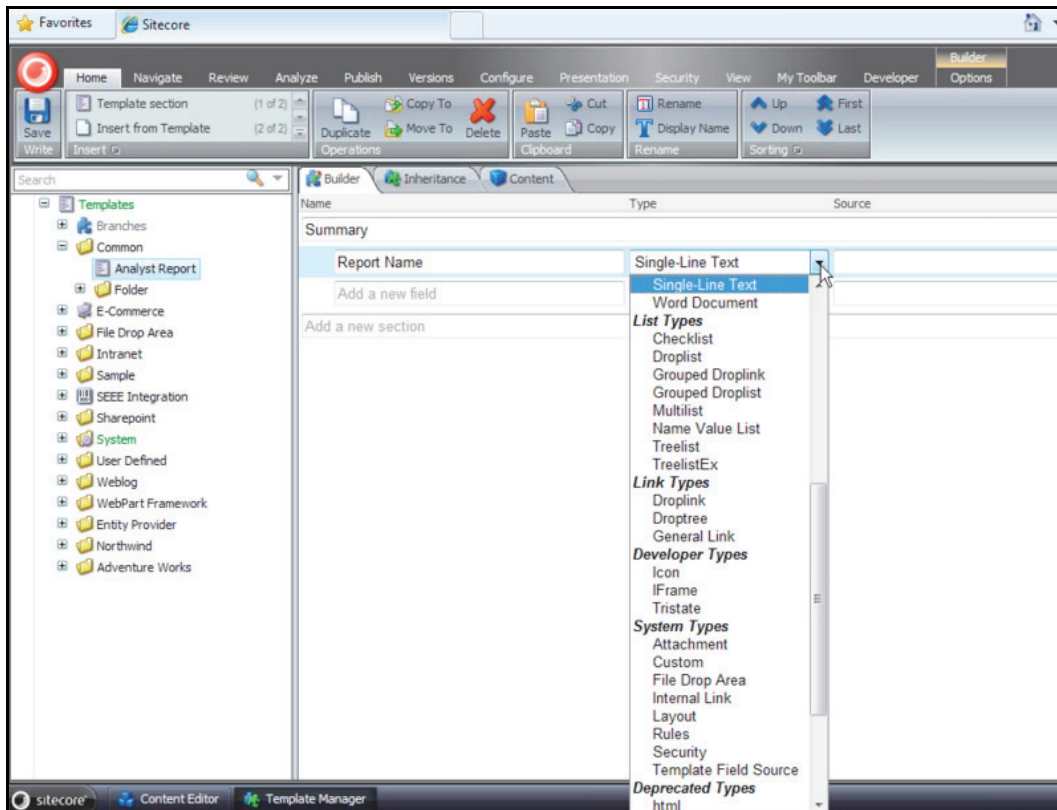 Favorites Sitecore
Builder
Home Navigate Review Analyze Publish Versions Configure Presentation Security View My Toolbar Developer Options
Template section (1 of 2) Copy To Cut Rename Up First
Save Insert from Template (2 of 2) Duplicate Move To Delete Paste Copy Display Name Down Last
Write Insert Operations Clipboard Rename Sorting
Search Builder Inheritance Content
Templates Name Type Source
Branches Summary
Common
Analyst Report Report Name Single-Line Text
Folder Add a new field Single-Line Text
E-Commerce Word Document
File Drop Area Add a new section List Types
Intranet Checklist
Sample Droplist
SEEE Integration Grouped Droplink
Sharepoint Grouped Droplist
System Multilist
User Defined Name Value List
Weblog Treelist
WebPart Framework TreelistEx
Entity Provider Link Types
Northwind Droplink
Adventure Works Droptree
General Link
Developer Types
Icon
IFrame
Tristate
System Types
Attachment
Custom
File Drop Area
Internal Link
Layout
Rules
Security
Template Field Source
Deprecated Types
html
sitecore Content Editor Template Manager